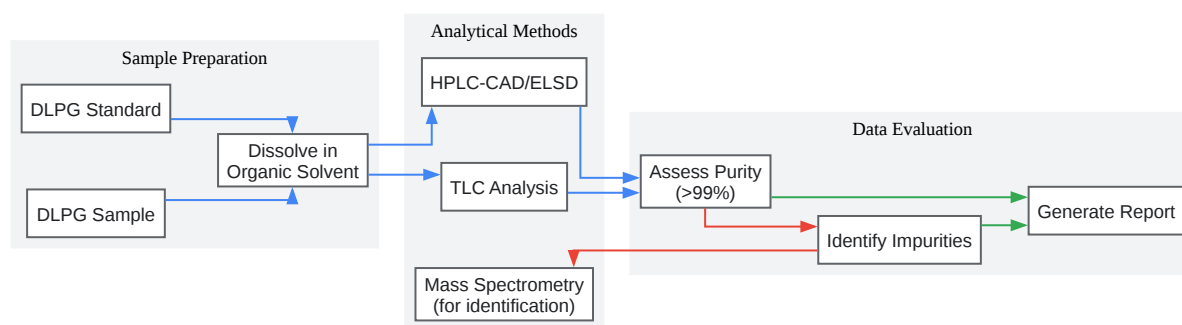 Sample Preparation
DLPG Standard
DLPG Sample
Dissolve in
Organic Solvent
Analytical Methods
HPLC-CAD/ELSD
TLC Analysis
Mass Spectrometry
(for identification)
Data Evaluation
Assess Purity
(>99%)
Identify Impurities
Generate Report